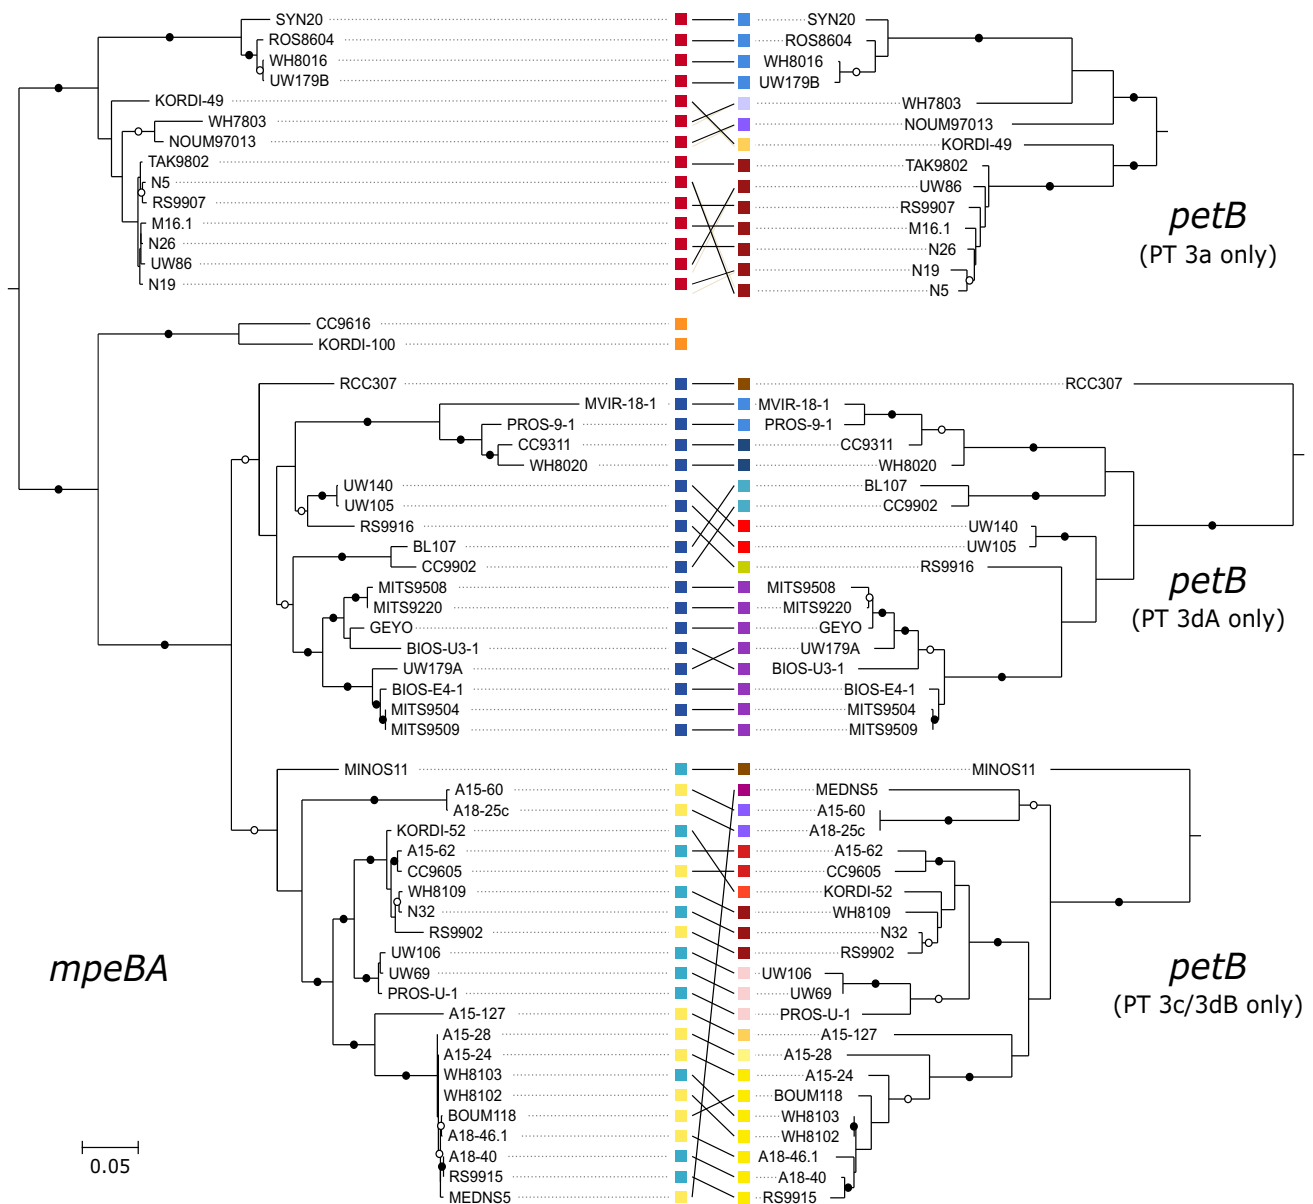 SYN20 SYN20
ROS8604 ROS8604
WH8016 WH8016
UW179B UW179B
KORDI-49 WH7803
WH7803 NOUM97013
NOUM97013 KORDI-49
TAK9802 TAK9802
N5 UW86
RS9907 RS9907
M16.1 M16.1
N26 N26
UW86 N19
N19 N5
petB
(PT 3a only)
CC9616
KORDI-100
RCC307 RCC307
MVIR-18-1 MVIR-18-1
PROS-9-1 PROS-9-1
CC9311 CC9311
WH8020 WH8020
UW140 BL107
UW105 CC9902
RS9916 UW140
BL107 UW105
CC9902 RS9916
MITS9508 MITS9508
MITS9220 MITS9220
GEYO GEYO
BIOS-U3-1 UW179A
UW179A BIOS-U3-1
BIOS-E4-1 BIOS-E4-1
MITS9504 MITS9504
MITS9509 MITS9509
petB
(PT 3dA only)
MINOS11 MINOS11
A15-60 MEDNS5
A18-25c A15-60
KORDI-52 A18-25c
A15-62 A15-62
CC9605 CC9605
WH8109 KORDI-52
N32 WH8109
RS9902 N32
UW106 RS9902
UW69 UW106
PROS-U-1 UW69
A15-127 PROS-U-1
A15-28 A15-127
A15-24 A15-28
WH8103 A15-24
WH8102 BOUM118
BOUM118 WH8103
A18-46.1 WH8102
A18-40 A18-46.1
RS9915 A18-40
MEDNS5 RS9915
mpeBA
petB
(PT 3c/3dB only)
0.05